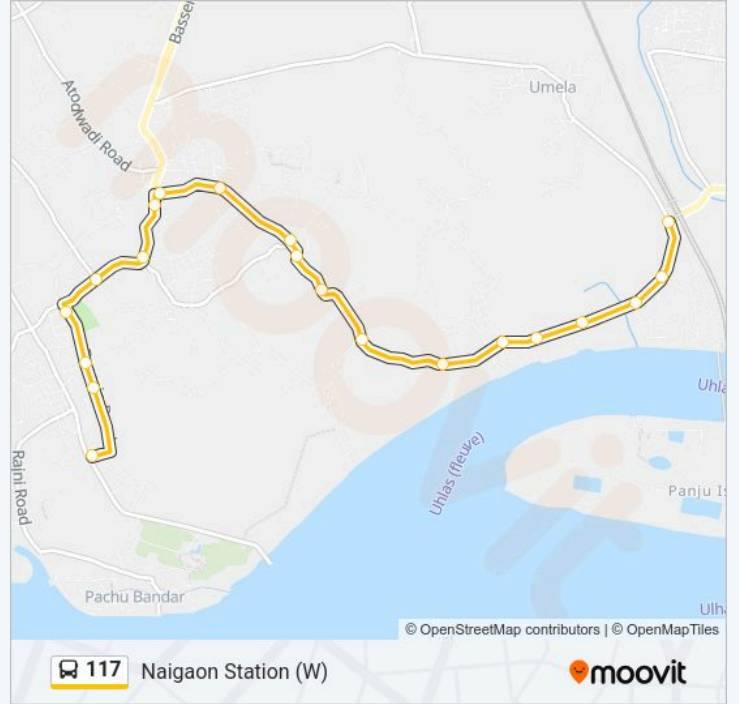 Bassei
Atodwadi Road
Umela
Uhla
Uhlas (fleuve)
Rajni Road
Panju Is
Pachu Bandar
Ulha
© OpenStreetMap contributors | © OpenMapTiles
117 Naigaon Station (W)
moovit